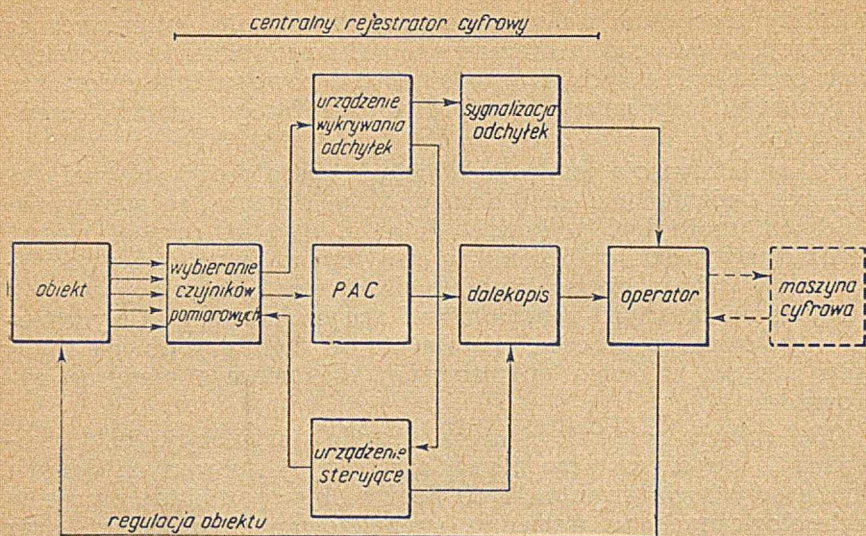 centralny rejestrator cyfrowy
urządzenie
wykrywania
odchyłek
sygnalizacja
odchyłek
obiekt
wybieranie
czujników
pomiarowych
PAC
dalekopis
operator
maszyna
cyfrowa
urządzenie
sterujące
regulacja obiektu